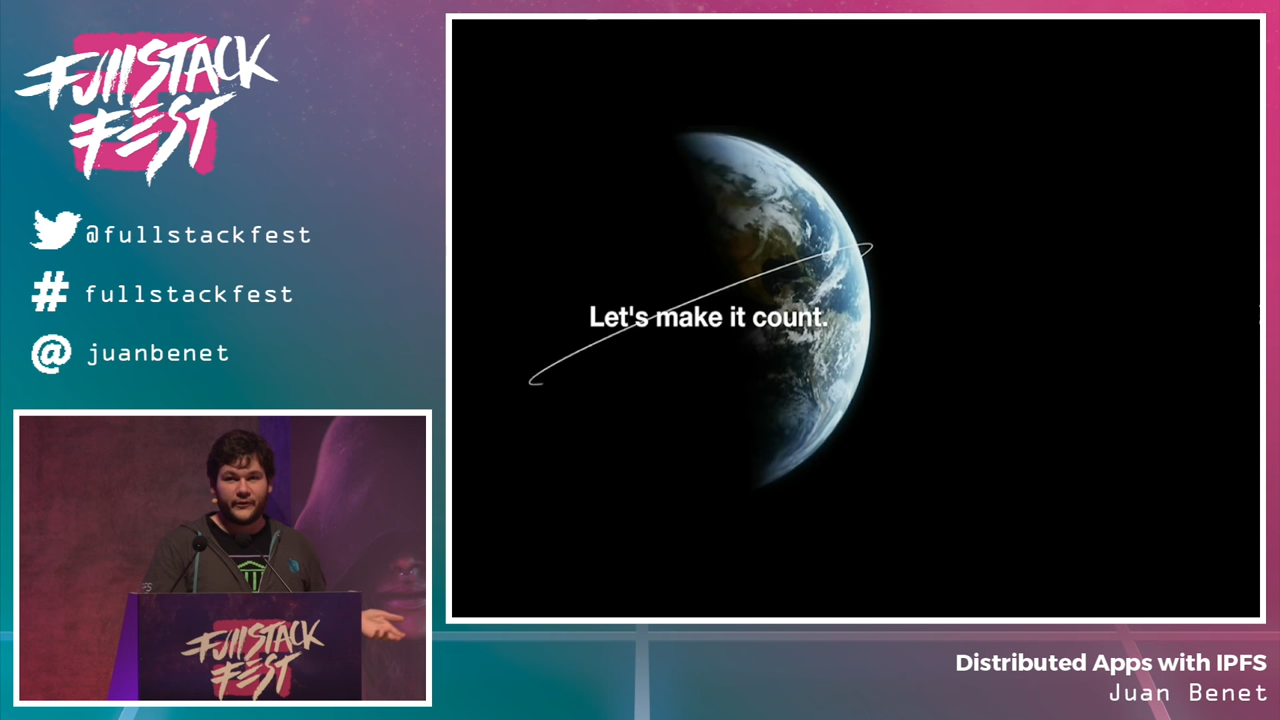 FullSTACK
FEST
@fullstackfest
# fullstackfest
@ juanbenet
Let's make it count.
FullSTACK
FEST
Distributed Apps with IPFS
Juan Benet